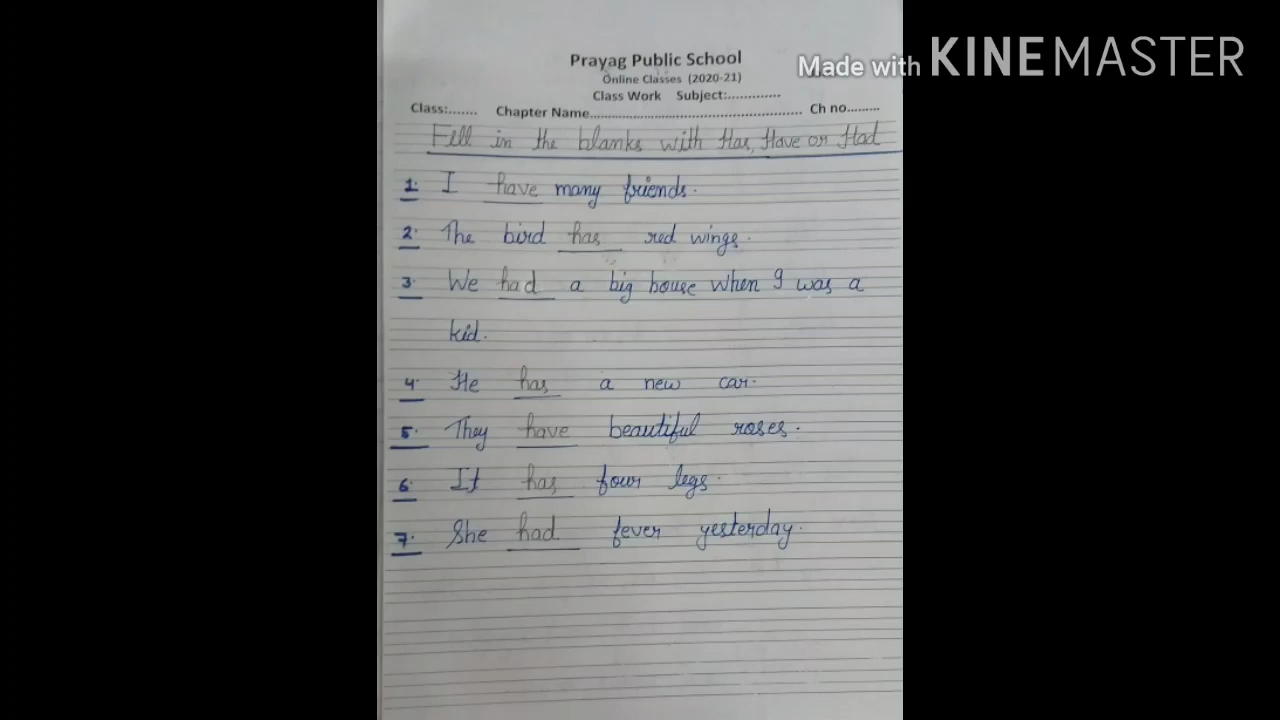 Made with KINEMASTER
Prayag Public School
Online Classes (2020-21)
Class Work Subject:.............
Class:....... Chapter Name...................................................... Ch no.........
Fill in the blanks with Has, Have or Had
1. I have many friends.
2. The bird has red wings.
3. We had a big house when I was a
kid.
4. He has a new car.
5. They have beautiful roses.
6. It has four legs.
7. She had fever yesterday.